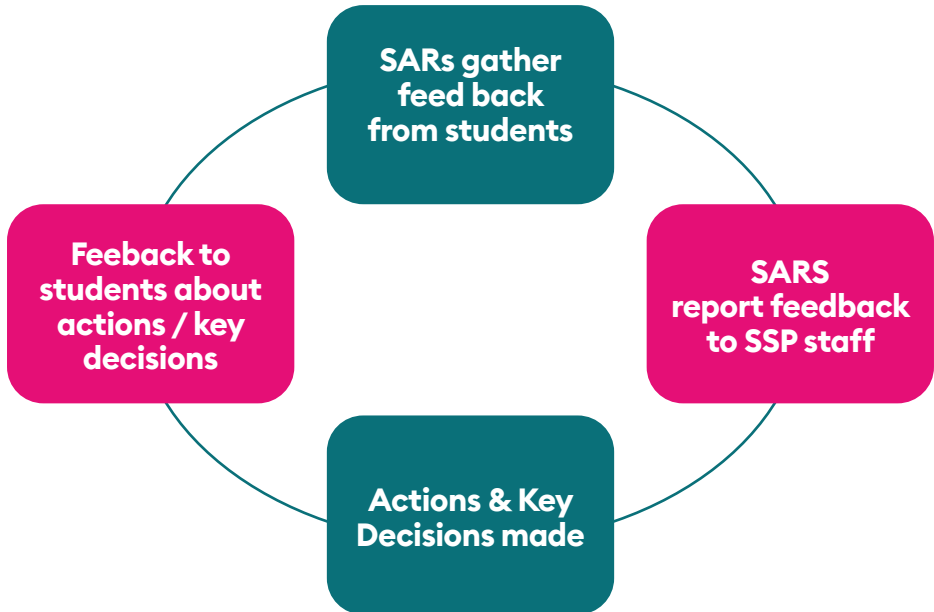 SARs gather
feed back
from students
SARS
report feedback
to SSP staff
Actions & Key
Decisions made
Feeback to
students about
actions / key
decisions